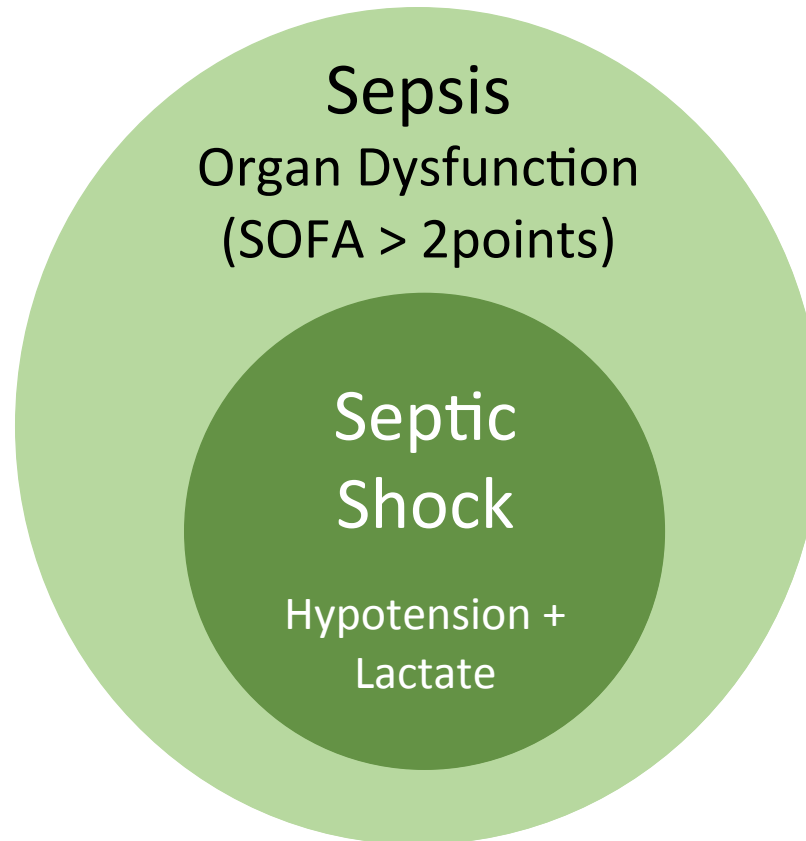 Sepsis
Organ Dysfunction
(SOFA > 2points)
Septic
Shock
Hypotension +
Lactate